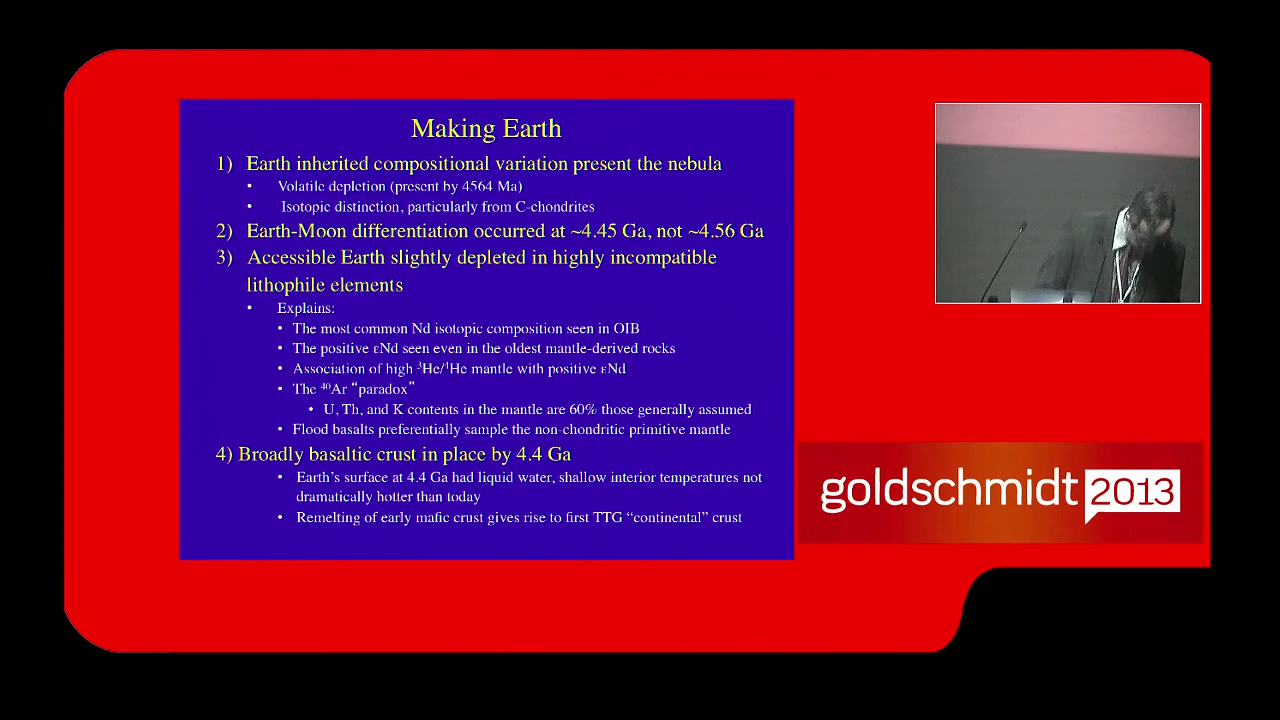 Making Earth
1) Earth inherited compositional variation present the nebula
• Volatile depletion (present by 4564 Ma)
• Isotopic distinction, particularly from C-chondrites
2) Earth-Moon differentiation occurred at ~4.45 Ga, not ~4.56 Ga
3) Accessible Earth slightly depleted in highly incompatible
lithophile elements
• Explains:
• The most common Nd isotopic composition seen in OIB
• The positive εNd seen even in the oldest mantle-derived rocks
• Association of high ³He/⁴He mantle with positive εNd
• The ⁴⁰Ar “paradox”
• U, Th, and K contents in the mantle are 60% those generally assumed
• Flood basalts preferentially sample the non-chondritic primitive mantle
4) Broadly basaltic crust in place by 4.4 Ga
• Earth’s surface at 4.4 Ga had liquid water, shallow interior temperatures not
dramatically hotter than today
• Remelting of early mafic crust gives rise to first TTG “continental” crust
goldschmidt 2013